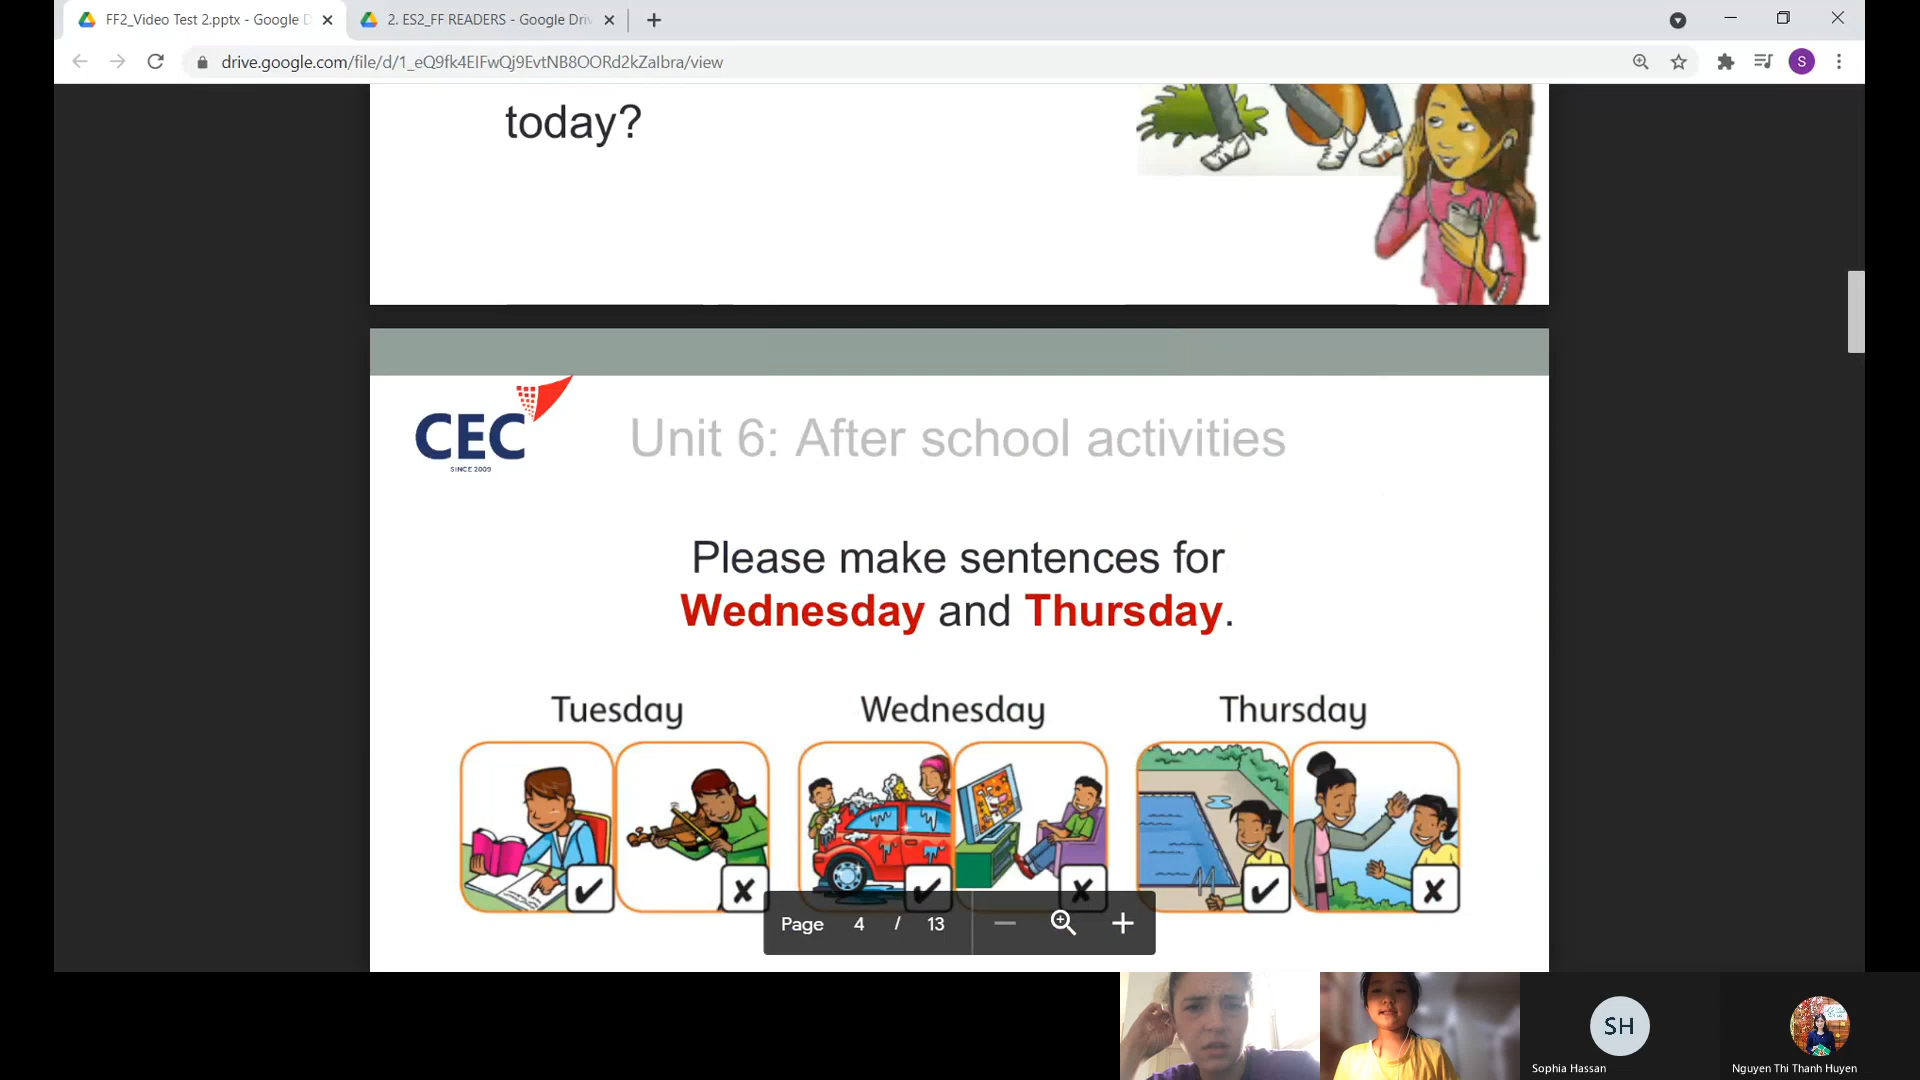 FF2_Video Test 2.pptx - Google D
2. ES2_FF READERS - Google Driv
drive.google.com/file/d/1_eQ9fk4EIFwQj9EvtNB8OORd2kZaIbra/view
S
today?
CEC
SINCE 2009
Unit 6: After school activities
Please make sentences for
Wednesday and Thursday.
Tuesday Wednesday Thursday
Page 4 / 13
SH
Sophia Hassan
Nguyen Thi Thanh Huyen